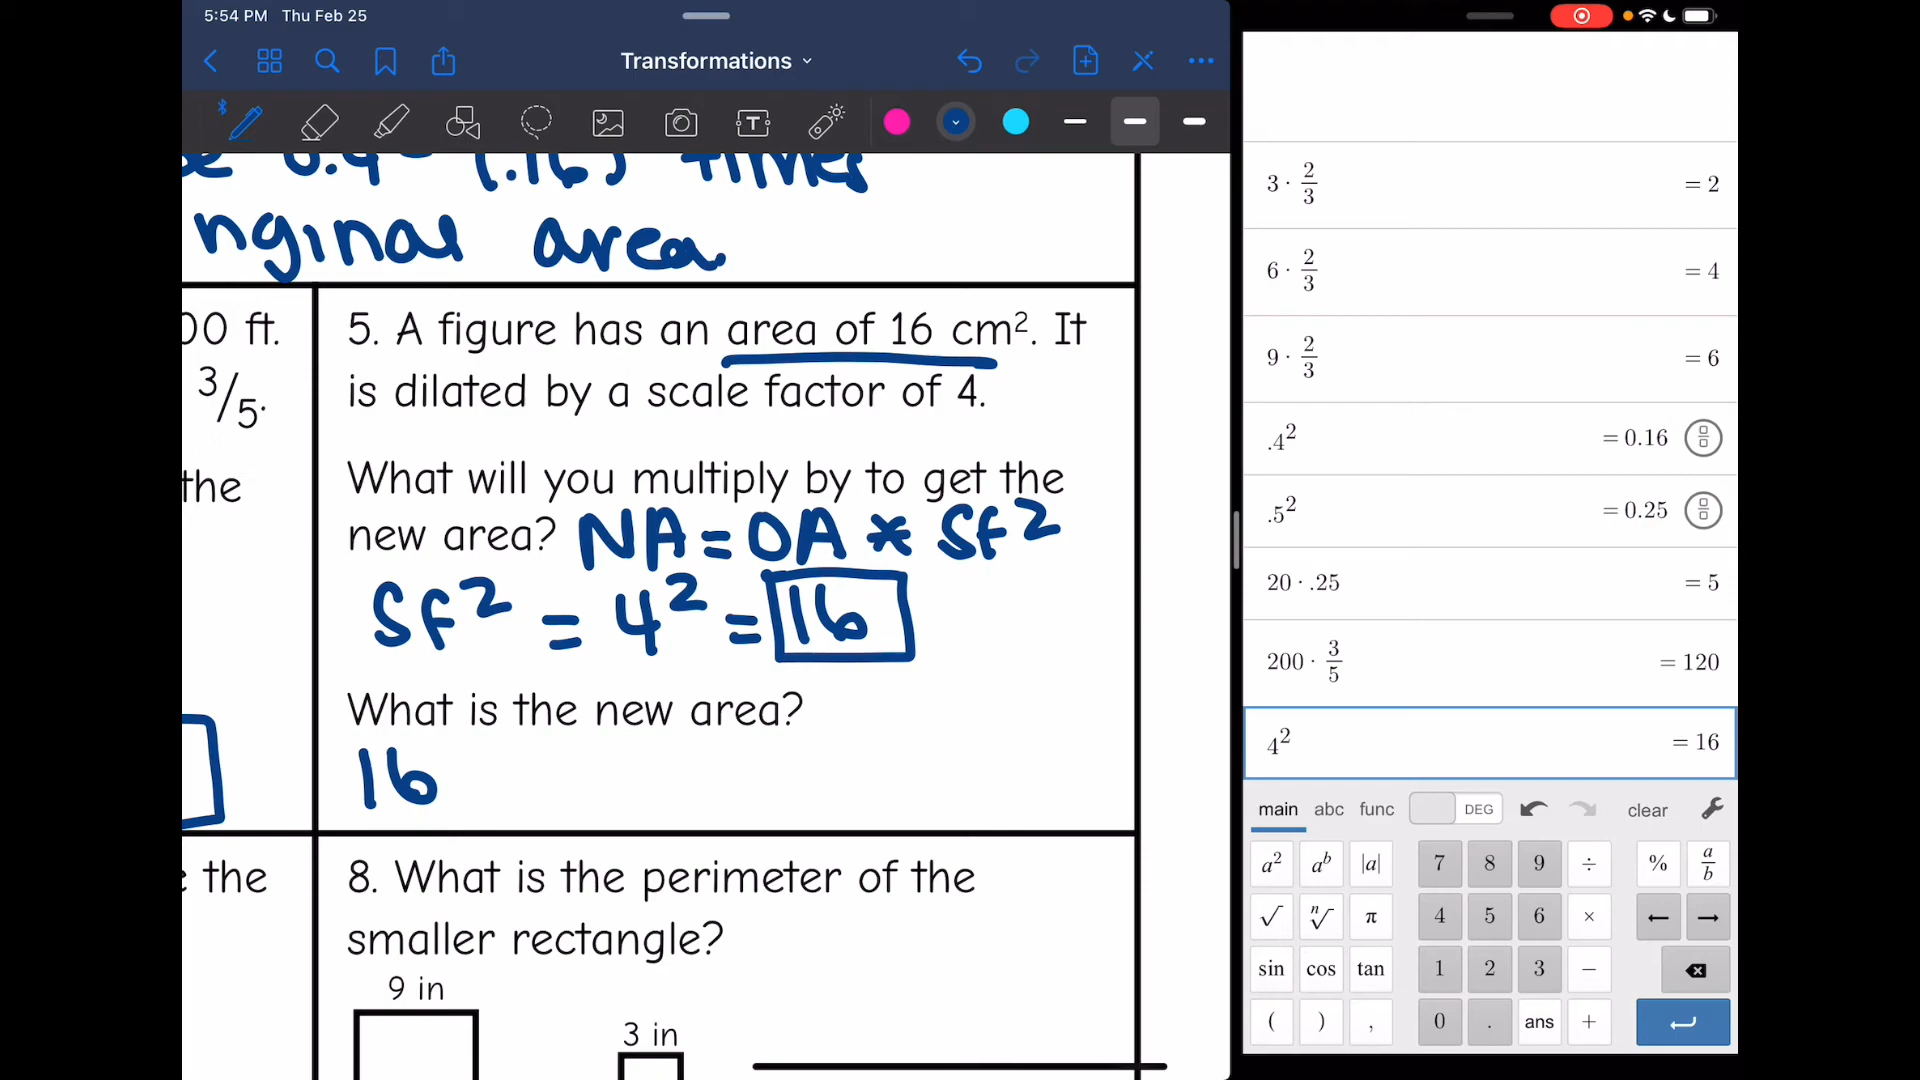 5:54 PM Thu Feb 25
Transformations
0.4² (.16) times
original area
00 ft.
3/5.
the
5. A figure has an area of 16 cm². It
is dilated by a scale factor of 4.
What will you multiply by to get the
new area? NA = OA * Sf²
Sf² = 4² = 16
What is the new area?
16
the
8. What is the perimeter of the
smaller rectangle?
9 in
3 in
3 · 2/3 = 2
6 · 2/3 = 4
9 · 2/3 = 6
.4² = 0.16
.5² = 0.25
20 · .25 = 5
200 · 3/5 = 120
4² = 16
main abc func DEG clear
a² aᵇ |a| 7 8 9 ÷ % a/b
√ ⁿ√ π 4 5 6 × ← →
sin cos tan 1 2 3 −
( ) , 0 . ans +